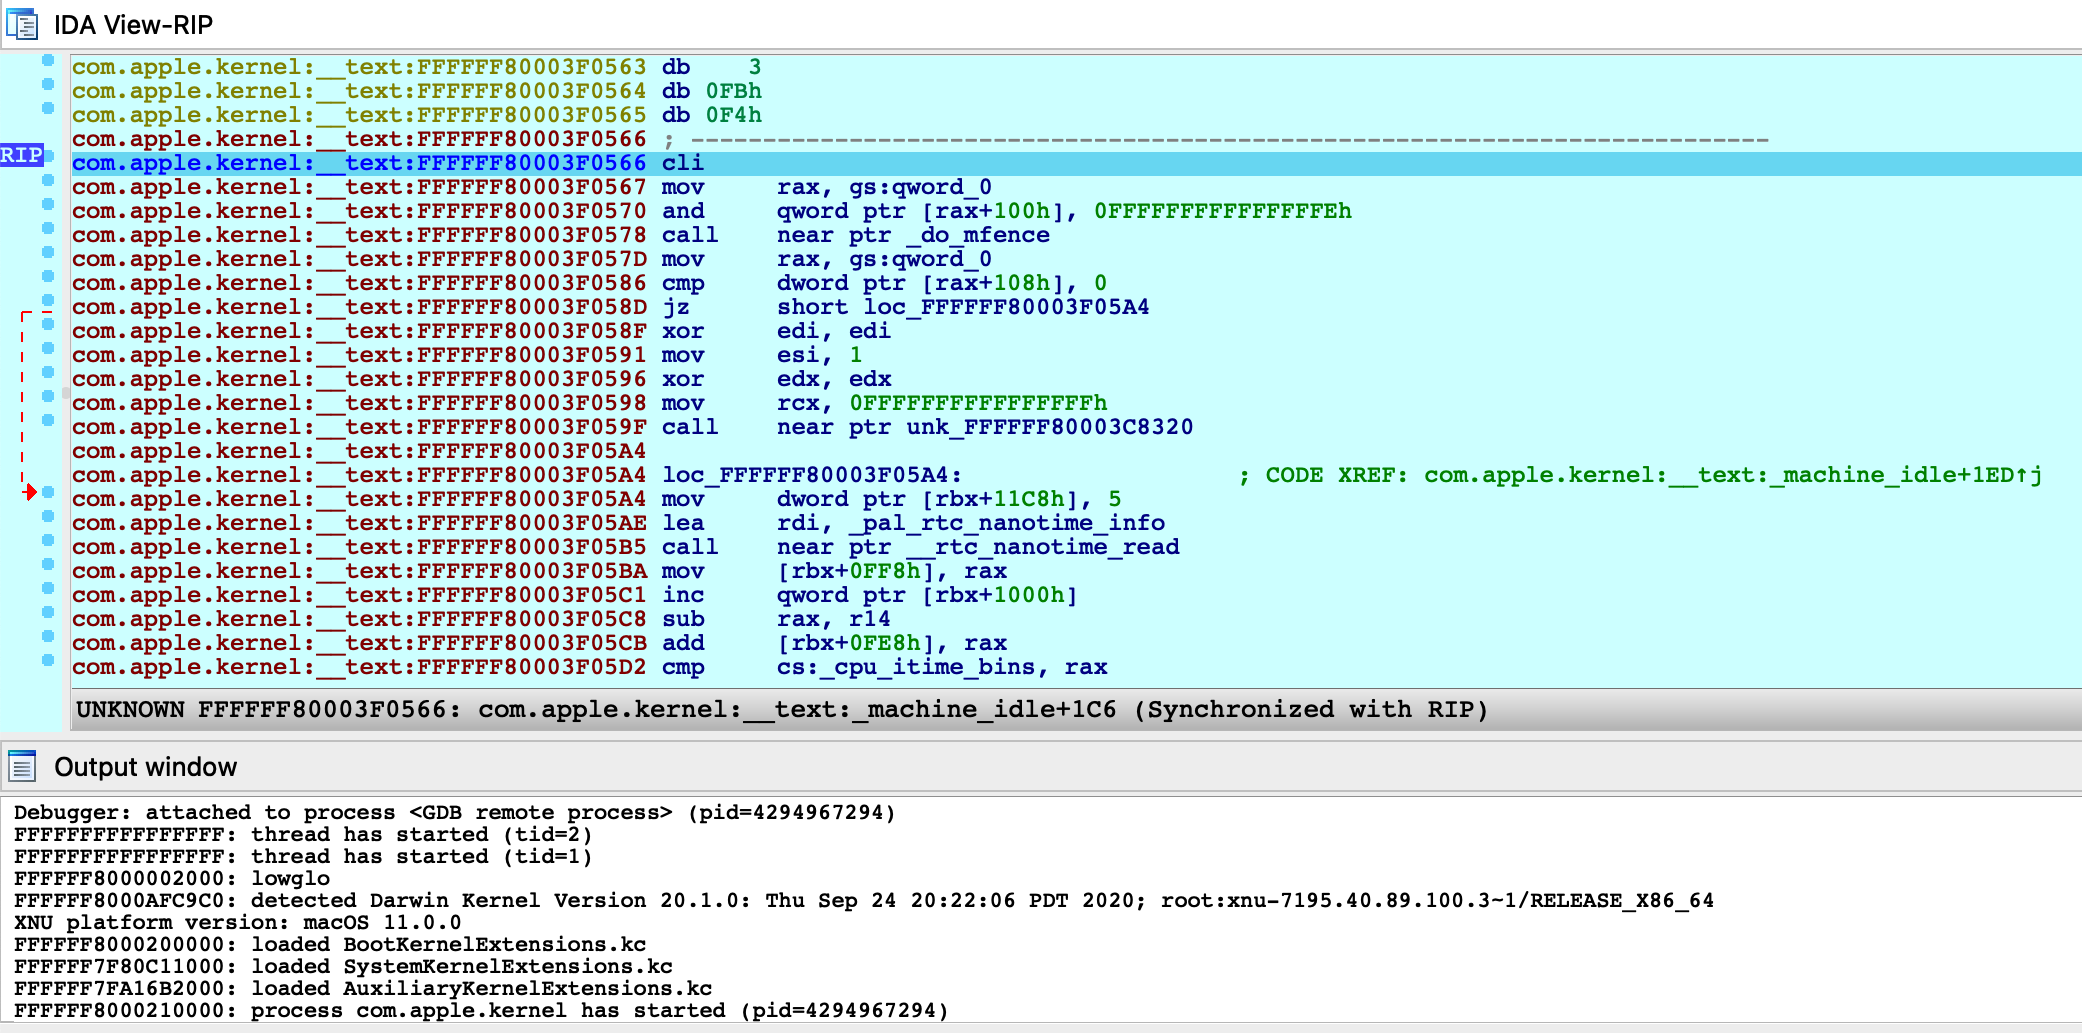 IDA View-RIP
com.apple.kernel:__text:FFFFFF80003F0563 db    3
com.apple.kernel:__text:FFFFFF80003F0564 db 0FBh
com.apple.kernel:__text:FFFFFF80003F0565 db 0F4h
com.apple.kernel:__text:FFFFFF80003F0566 ; ---------------------------------------------------------------------------
RIP com.apple.kernel:__text:FFFFFF80003F0566 cli
com.apple.kernel:__text:FFFFFF80003F0567 mov     rax, gs:qword_0
com.apple.kernel:__text:FFFFFF80003F0570 and     qword ptr [rax+100h], 0FFFFFFFFFFFFFFFEh
com.apple.kernel:__text:FFFFFF80003F0578 call    near ptr _do_mfence
com.apple.kernel:__text:FFFFFF80003F057D mov     rax, gs:qword_0
com.apple.kernel:__text:FFFFFF80003F0586 cmp     dword ptr [rax+108h], 0
com.apple.kernel:__text:FFFFFF80003F058D jz      short loc_FFFFFF80003F05A4
com.apple.kernel:__text:FFFFFF80003F058F xor     edi, edi
com.apple.kernel:__text:FFFFFF80003F0591 mov     esi, 1
com.apple.kernel:__text:FFFFFF80003F0596 xor     edx, edx
com.apple.kernel:__text:FFFFFF80003F0598 mov     rcx, 0FFFFFFFFFFFFFFFFh
com.apple.kernel:__text:FFFFFF80003F059F call    near ptr unk_FFFFFF80003C8320
com.apple.kernel:__text:FFFFFF80003F05A4
com.apple.kernel:__text:FFFFFF80003F05A4 loc_FFFFFF80003F05A4:                   ; CODE XREF: com.apple.kernel:__text:_machine_idle+1ED↑j
com.apple.kernel:__text:FFFFFF80003F05A4 mov     dword ptr [rbx+11C8h], 5
com.apple.kernel:__text:FFFFFF80003F05AE lea     rdi, _pal_rtc_nanotime_info
com.apple.kernel:__text:FFFFFF80003F05B5 call    near ptr __rtc_nanotime_read
com.apple.kernel:__text:FFFFFF80003F05BA mov     [rbx+0FF8h], rax
com.apple.kernel:__text:FFFFFF80003F05C1 inc     qword ptr [rbx+1000h]
com.apple.kernel:__text:FFFFFF80003F05C8 sub     rax, r14
com.apple.kernel:__text:FFFFFF80003F05CB add     [rbx+0FE8h], rax
com.apple.kernel:__text:FFFFFF80003F05D2 cmp     cs:_cpu_itime_bins, rax
UNKNOWN FFFFFF80003F0566: com.apple.kernel:__text:_machine_idle+1C6 (Synchronized with RIP)
Output window
Debugger: attached to process <GDB remote process> (pid=4294967294)
FFFFFFFFFFFFFFFF: thread has started (tid=2)
FFFFFFFFFFFFFFFF: thread has started (tid=1)
FFFFFF8000002000: lowglo
FFFFFF8000AFC9C0: detected Darwin Kernel Version 20.1.0: Thu Sep 24 20:22:06 PDT 2020; root:xnu-7195.40.89.100.3~1/RELEASE_X86_64
XNU platform version: macOS 11.0.0
FFFFFF8000200000: loaded BootKernelExtensions.kc
FFFFFF7F80C11000: loaded SystemKernelExtensions.kc
FFFFFF7FA16B2000: loaded AuxiliaryKernelExtensions.kc
FFFFFF8000210000: process com.apple.kernel has started (pid=4294967294)